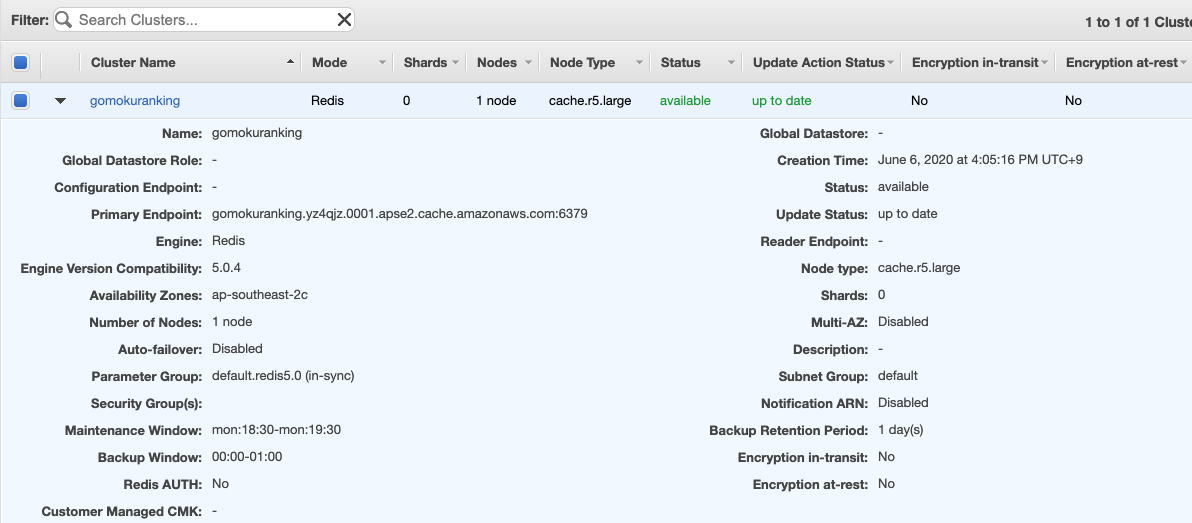 Filter: Search Clusters... 1 to 1 of 1 Cluste
Cluster Name Mode Shards Nodes Node Type Status Update Action Status Encryption in-transit Encryption at-rest
gomokuranking Redis 0 1 node cache.r5.large available up to date No No
Name: gomokuranking Global Datastore: -
Global Datastore Role: - Creation Time: June 6, 2020 at 4:05:16 PM UTC+9
Configuration Endpoint: - Status: available
Primary Endpoint: gomokuranking.yz4qjz.0001.apse2.cache.amazonaws.com:6379 Update Status: up to date
Engine: Redis Reader Endpoint: -
Engine Version Compatibility: 5.0.4 Node type: cache.r5.large
Availability Zones: ap-southeast-2c Shards: 0
Number of Nodes: 1 node Multi-AZ: Disabled
Auto-failover: Disabled Description: -
Parameter Group: default.redis5.0 (in-sync) Subnet Group: default
Security Group(s): Notification ARN: Disabled
Maintenance Window: mon:18:30-mon:19:30 Backup Retention Period: 1 day(s)
Backup Window: 00:00-01:00 Encryption in-transit: No
Redis AUTH: No Encryption at-rest: No
Customer Managed CMK: -